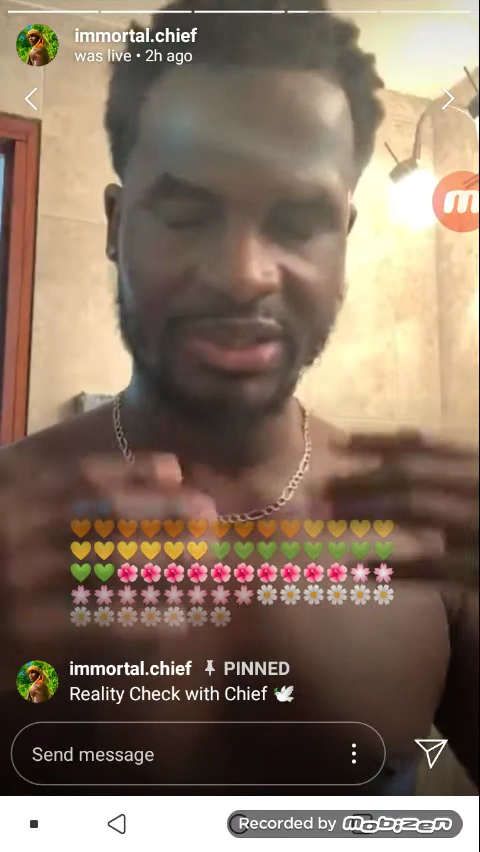 immortal.chief
was live • 2h ago
immortal.chief PINNED
Reality Check with Chief 🕊️
Send message
Recorded by mobizen